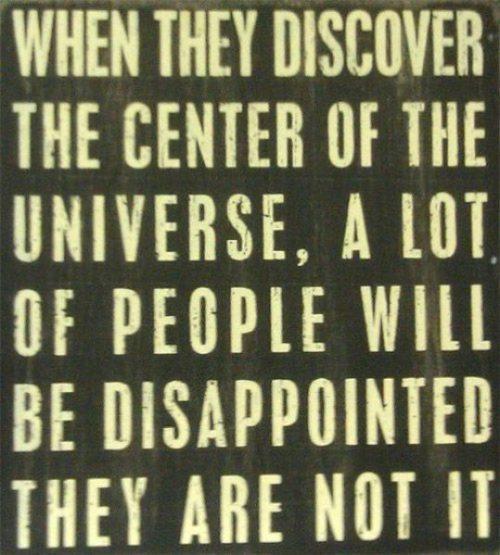 WHEN THEY DISCOVER
THE CENTER OF THE
UNIVERSE, A LOT
OF PEOPLE WILL
BE DISAPPOINTED
THEY ARE NOT IT